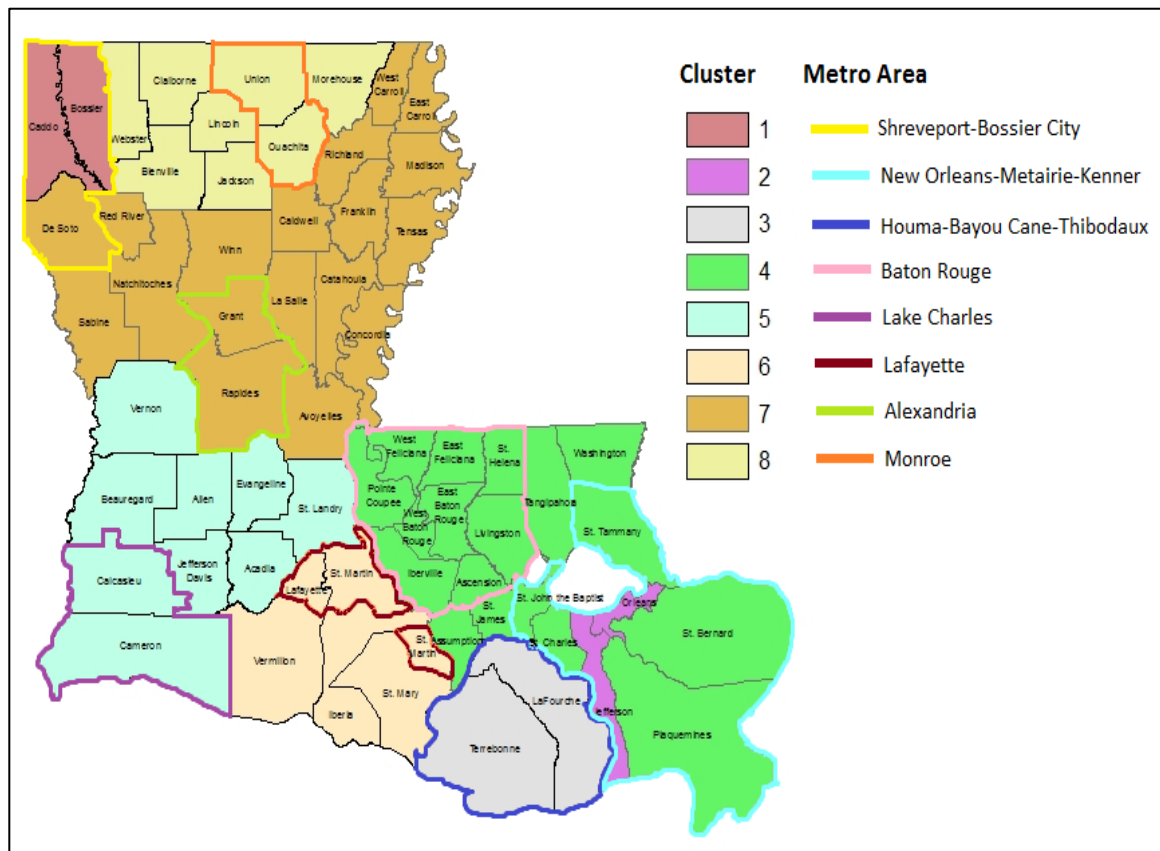 Cluster Metro Area
1 Shreveport-Bossier City
2 New Orleans-Metairie-Kenner
3 Houma-Bayou Cane-Thibodaux
4 Baton Rouge
5 Lake Charles
6 Lafayette
7 Alexandria
8 Monroe
Caddo
Bossier
Webster
Claiborne
Lincoln
Bienville
Jackson
Union
Ouachita
Morehouse
West
Carroll
East
Carroll
Richland
Madison
Franklin
Tensas
Caldwell
De Soto
Red River
Winn
Natchitoches
Sabine
Grant
La Salle
Catahoula
Concordia
Rapides
Avoyelles
Vernon
Beauregard
Allen
Evangeline
St. Landry
Calcasieu
Jefferson
Davis
Acadia
Cameron
Lafayette
St. Martin
Vermilion
Iberia
St. Mary
St.
Martin
West
Feliciana
East
Feliciana
St.
Helena
Pointe
Coupee
East
Baton
Rouge
West
Baton
Rouge
Livingston
Iberville
Ascension
Tangipahoa
Washington
St. Tammany
St. John the Baptist
St.
James
Assumption
St. Charles
Orleans
St. Bernard
Jefferson
Plaquemines
LaFourche
Terrebonne